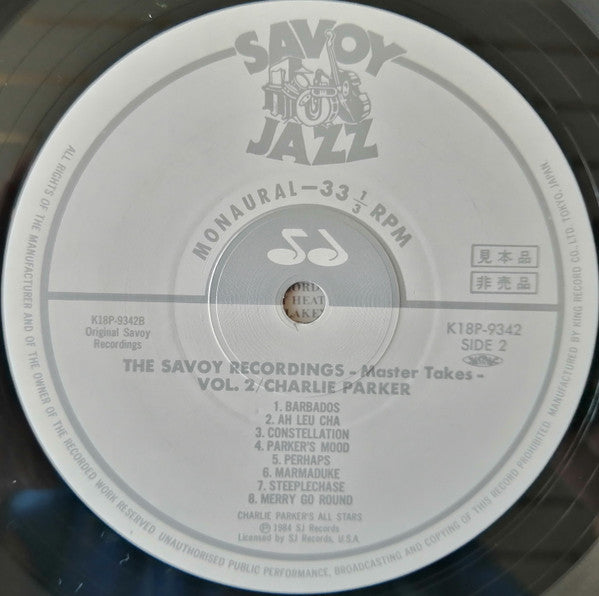 SAVOY
JAZZ
MONAURAL–33 1/3 RPM
見本品
非売品
K18P-9342B
Original Savoy
Recordings
K18P-9342
SIDE 2
THE SAVOY RECORDINGS – Master Takes –
VOL. 2/CHARLIE PARKER
1. BARBADOS
2. AH LEU CHA
3. CONSTELLATION
4. PARKER'S MOOD
5. PERHAPS
6. MARMADUKE
7. STEEPLECHASE
8. MERRY GO ROUND
CHARLIE PARKER'S ALL STARS
Ⓟ 1984 SJ Records
Licensed by SJ Records, U.S.A.
ALL RIGHTS OF THE MANUFACTURER AND OF THE OWNER OF THE RECORDED WORK RESERVED UNAUTHORISED PUBLIC PERFORMANCE, BROADCASTING AND COPYING OF THIS RECORD PROHIBITED. MANUFACTURED BY KING RECORD CO., LTD. TOKYO, JAPAN
HEAT